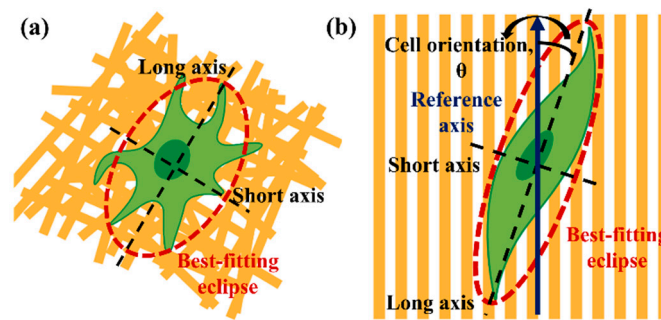 (a)
Long axis
Short axis
Best-fitting
eclipse
(b)
Cell orientation,
θ
Reference
axis
Short axis
Best-fitting
eclipse
Long axis